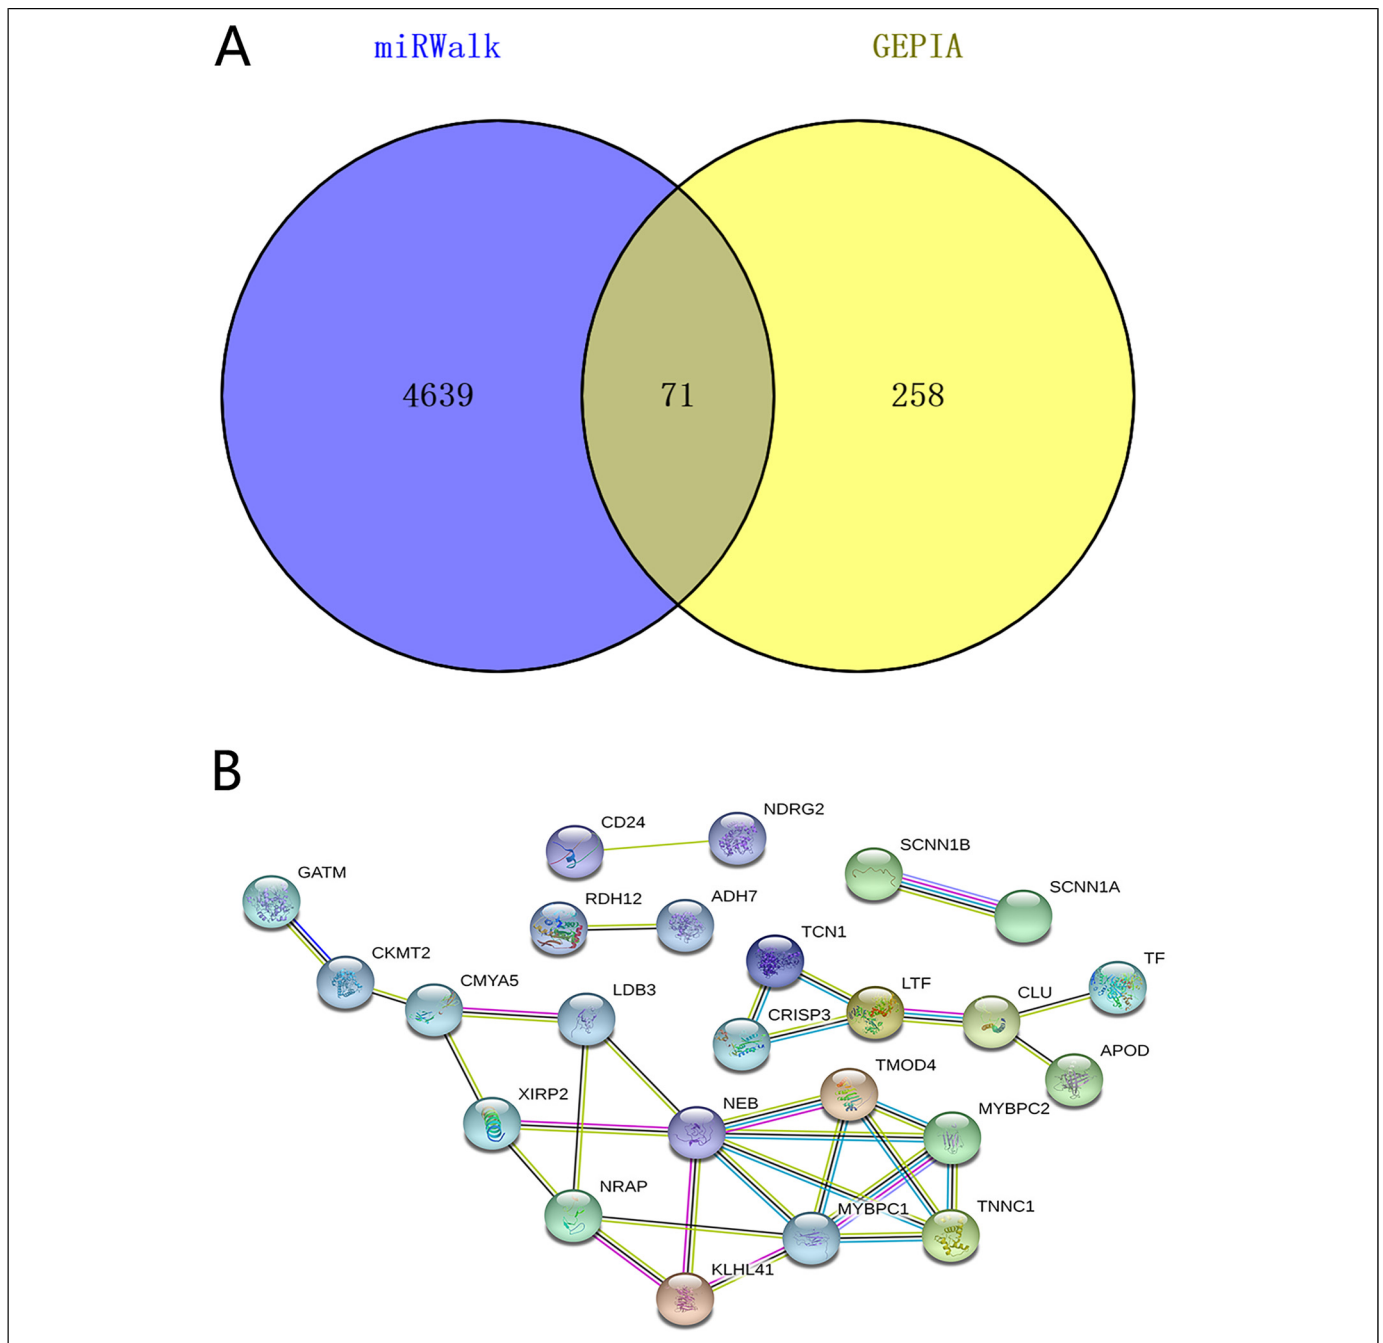 A
miRWalk
GEPIA
4639
71
258
B
CD24
NDRG2
SCNN1B
GATM
SCNN1A
RDH12
ADH7
TCN1
CKMT2
TF
CMYA5
LDB3
LTF
CLU
CRISP3
APOD
TMOD4
XIRP2
NEB
MYBPC2
NRAP
MYBPC1
TNNC1
KLHL41